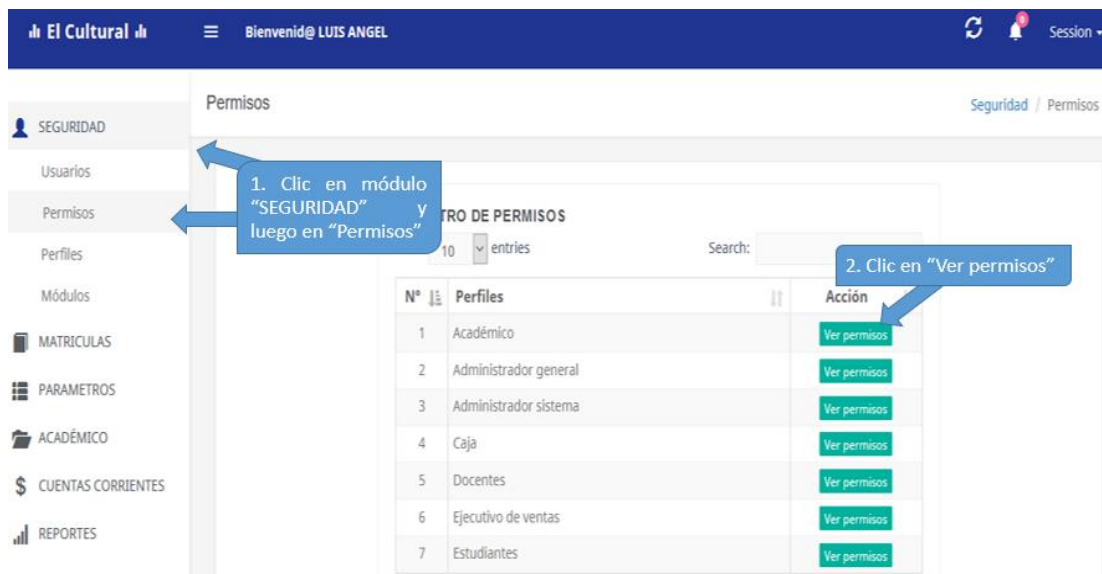 El Cultural
Bienvenid@ LUIS ANGEL
0
Session
Permisos
Seguridad / Permisos
SEGURIDAD
Usuarios
Permisos
Perfiles
Módulos
MATRICULAS
PARAMETROS
ACADÉMICO
CUENTAS CORRIENTES
REPORTES
1. Clic en módulo
"SEGURIDAD" y
luego en "Permisos"
TRO DE PERMISOS
10 entries Search:
2. Clic en "Ver permisos"
N° Perfiles Acción
1 Académico Ver permisos
2 Administrador general Ver permisos
3 Administrador sistema Ver permisos
4 Caja Ver permisos
5 Docentes Ver permisos
6 Ejecutivo de ventas Ver permisos
7 Estudiantes Ver permisos